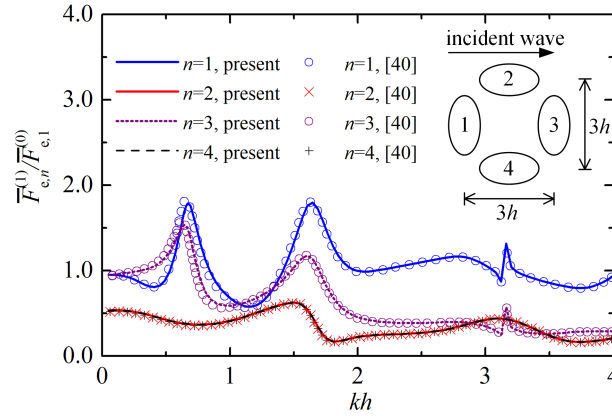 4.0
3.0
2.0
1.0
0.0
F̅e,n(1)/F̅e,1(0)
n=1, present
n=2, present
n=3, present
n=4, present
n=1, [40]
n=2, [40]
n=3, [40]
n=4, [40]
incident wave
2
1
3
4
3h
3h
0
1
2
3
4
kh